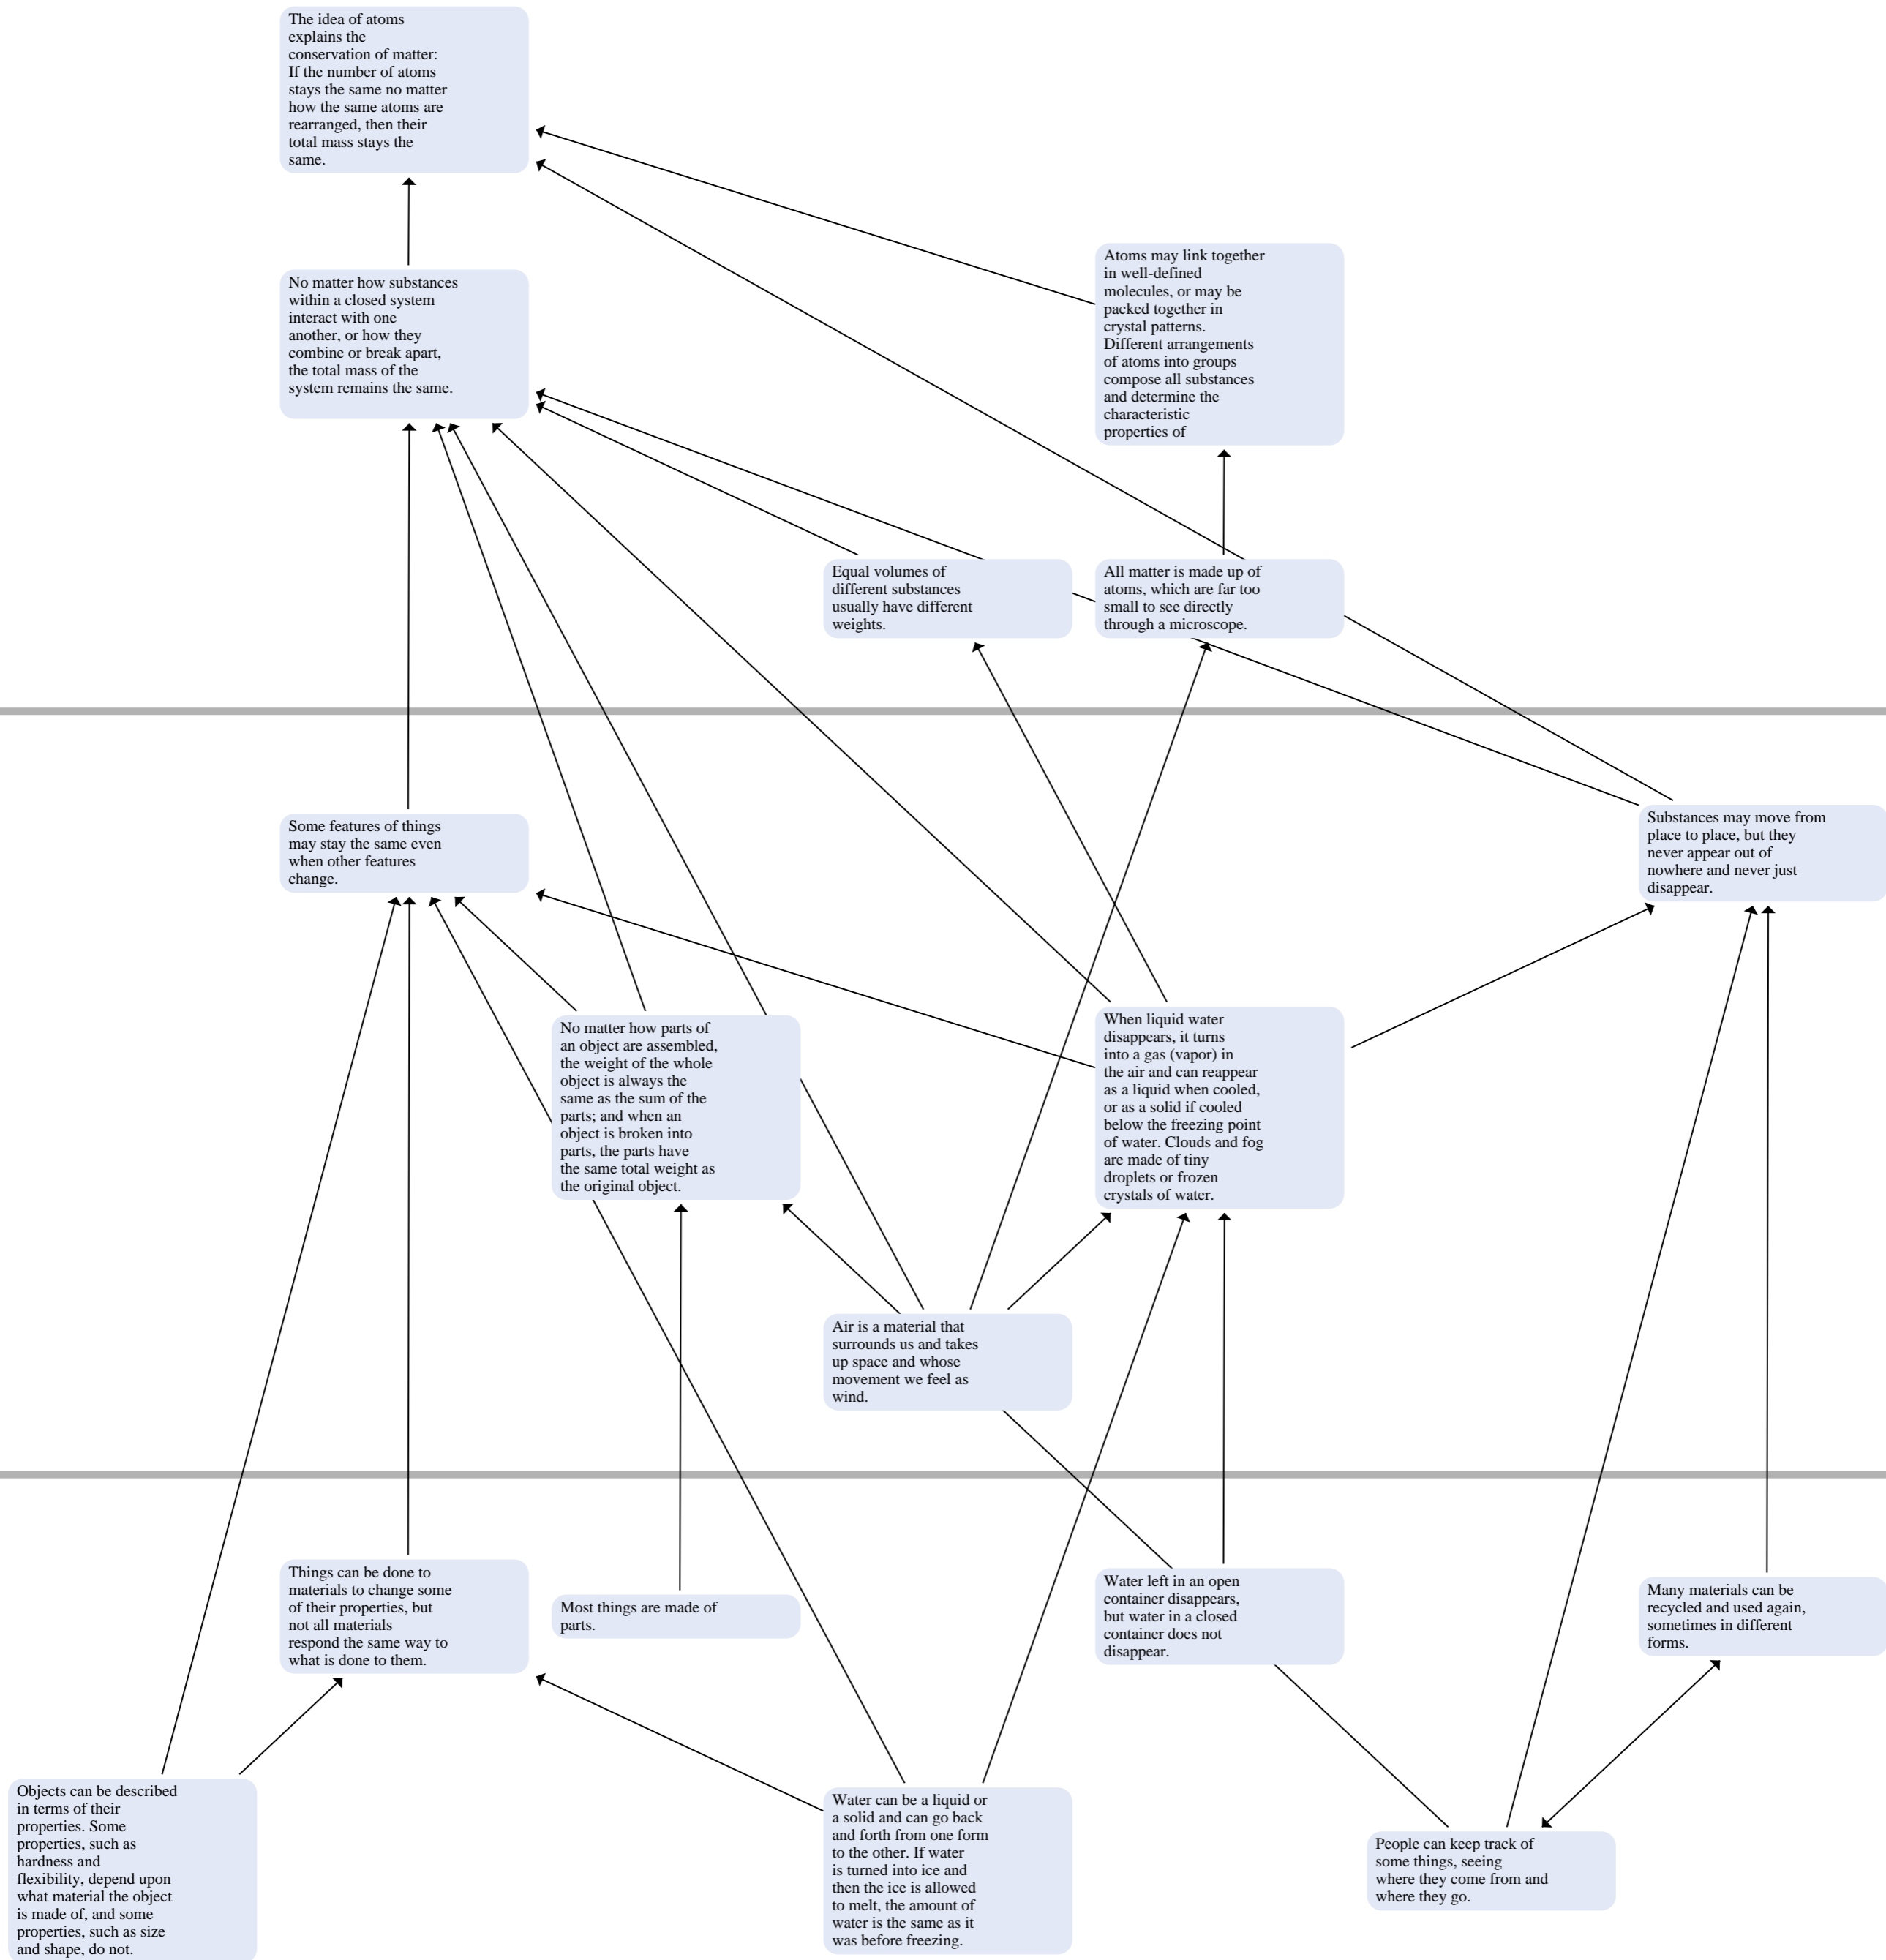 The idea of atoms
explains the
conservation of matter:
If the number of atoms
stays the same no matter
how the same atoms are
rearranged, then their
total mass stays the
same.
No matter how substances
within a closed system
interact with one
another, or how they
combine or break apart,
the total mass of the
system remains the same.
Atoms may link together
in well-defined
molecules, or may be
packed together in
crystal patterns.
Different arrangements
of atoms into groups
compose all substances
and determine the
characteristic
properties of
Equal volumes of
different substances
usually have different
weights.
All matter is made up of
atoms, which are far too
small to see directly
through a microscope.
Some features of things
may stay the same even
when other features
change.
Substances may move from
place to place, but they
never appear out of
nowhere and never just
disappear.
No matter how parts of
an object are assembled,
the weight of the whole
object is always the
same as the sum of the
parts; and when an
object is broken into
parts, the parts have
the same total weight as
the original object.
When liquid water
disappears, it turns
into a gas (vapor) in
the air and can reappear
as a liquid when cooled,
or as a solid if cooled
below the freezing point
of water. Clouds and fog
are made of tiny
droplets or frozen
crystals of water.
Air is a material that
surrounds us and takes
up space and whose
movement we feel as
wind.
Things can be done to
materials to change some
of their properties, but
not all materials
respond the same way to
what is done to them.
Most things are made of
parts.
Water left in an open
container disappears,
but water in a closed
container does not
disappear.
Many materials can be
recycled and used again,
sometimes in different
forms.
Objects can be described
in terms of their
properties. Some
properties, such as
hardness and
flexibility, depend upon
what material the object
is made of, and some
properties, such as size
and shape, do not.
Water can be a liquid or
a solid and can go back
and forth from one form
to the other. If water
is turned into ice and
then the ice is allowed
to melt, the amount of
water is the same as it
was before freezing.
People can keep track of
some things, seeing
where they come from and
where they go.